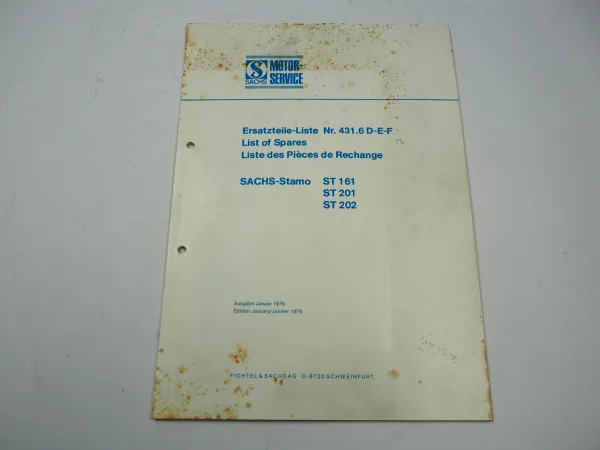 SACHS
MOTOR-
SERVICE
Ersatzteile-Liste Nr. 431.6 D-E-F
List of Spares
Liste des Pièces de Rechange
SACHS-Stamo ST 161
ST 201
ST 202
Ausgabe Januar 1976
Edition January/Janvier 1976
FICHTEL & SACHS AG · D-8720 SCHWEINFURT